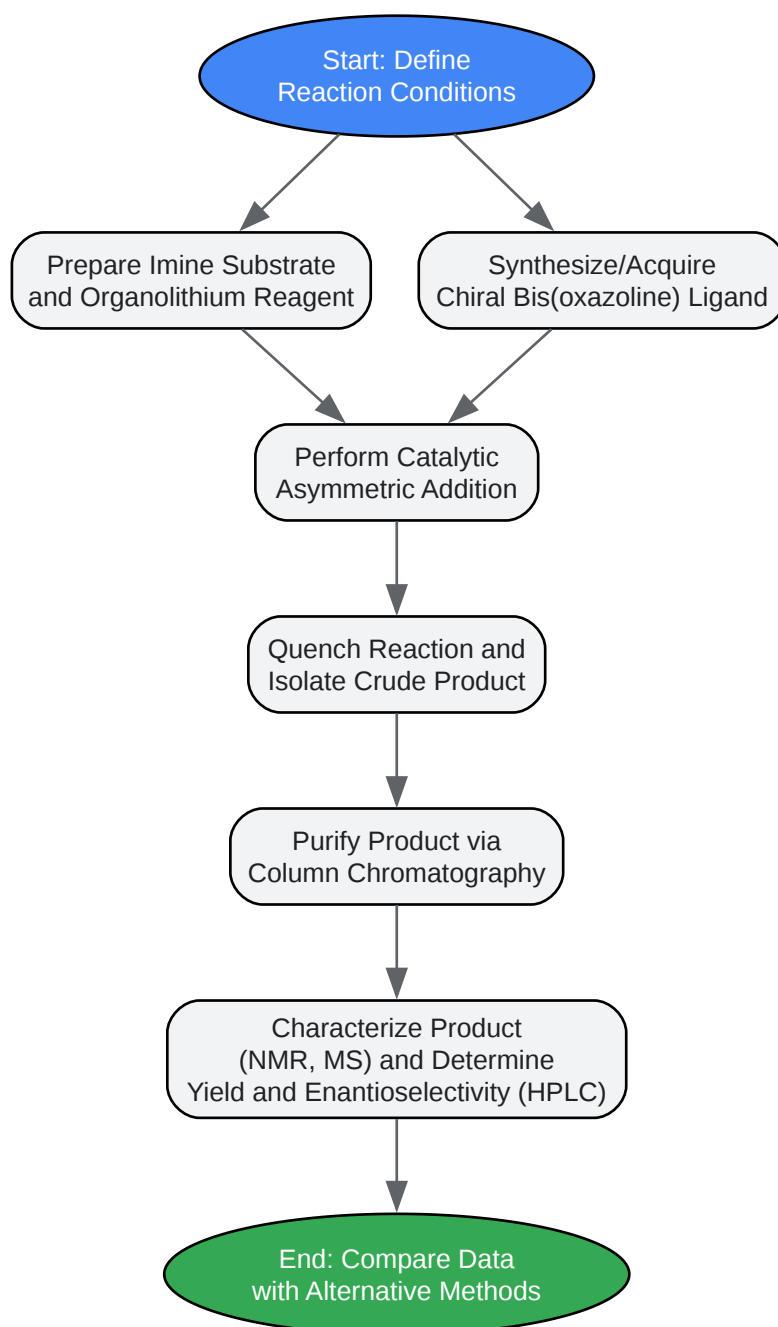 Start: Define
Reaction Conditions
Prepare Imine Substrate
and Organolithium Reagent
Synthesize/Acquire
Chiral Bis(oxazoline) Ligand
Perform Catalytic
Asymmetric Addition
Quench Reaction and
Isolate Crude Product
Purify Product via
Column Chromatography
Characterize Product
(NMR, MS) and Determine
Yield and Enantioselectivity (HPLC)
End: Compare Data
with Alternative Methods